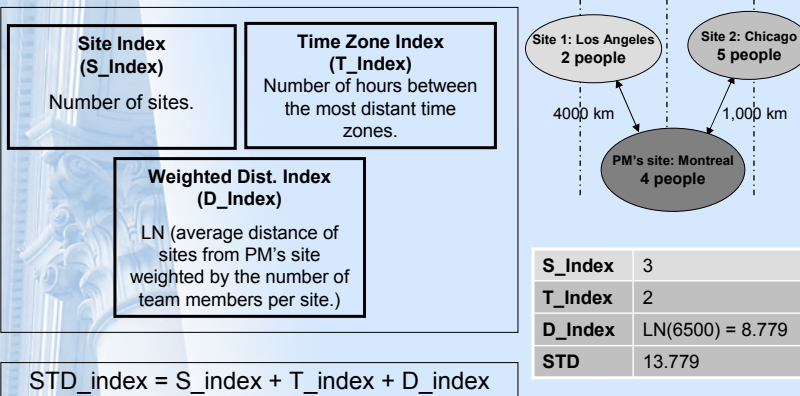 Site Index
(S_Index)
Number of sites.
Time Zone Index
(T_Index)
Number of hours between
the most distant time
zones.
Weighted Dist. Index
(D_Index)
LN (average distance of
sites from PM's site
weighted by the number of
team members per site.)
STD_index = S_index + T_index + D_index
Site 1: Los Angeles
2 people
Site 2: Chicago
5 people
4000 km
1,000 km
PM's site: Montreal
4 people
S_Index 3
T_Index 2
D_Index LN(6500) = 8.779
STD 13.779